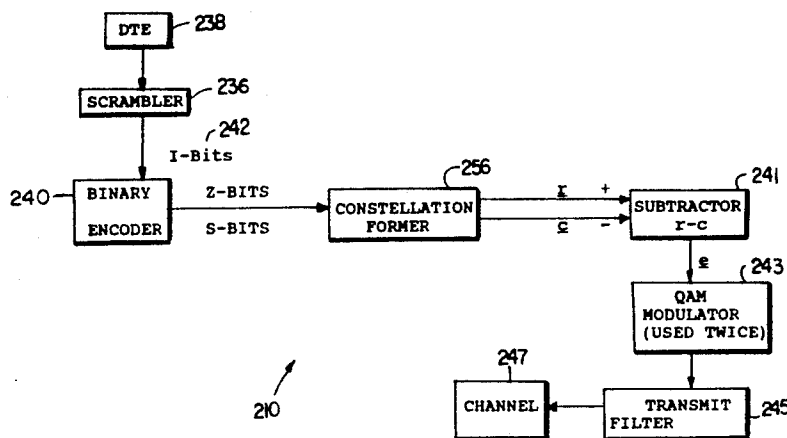 DTE
238
SCRAMBLER
236
242
I-Bits
240
BINARY
ENCODER
Z-BITS
S-BITS
256
CONSTELLATION
FORMER
r +
c -
241
SUBTRACTOR
r-c
e
243
QAM
MODULATOR
(USED TWICE)
247
CHANNEL
TRANSMIT
FILTER
245
210